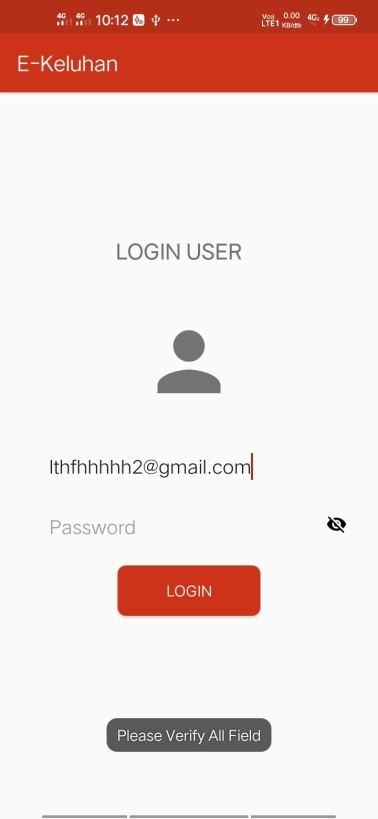 4G 4G 10:12 ... Vo) LTE1 0.00 KB/dtk 4G 99
E-Keluhan
LOGIN USER
lthfhhhhh2@gmail.com
Password
LOGIN
Please Verify All Field